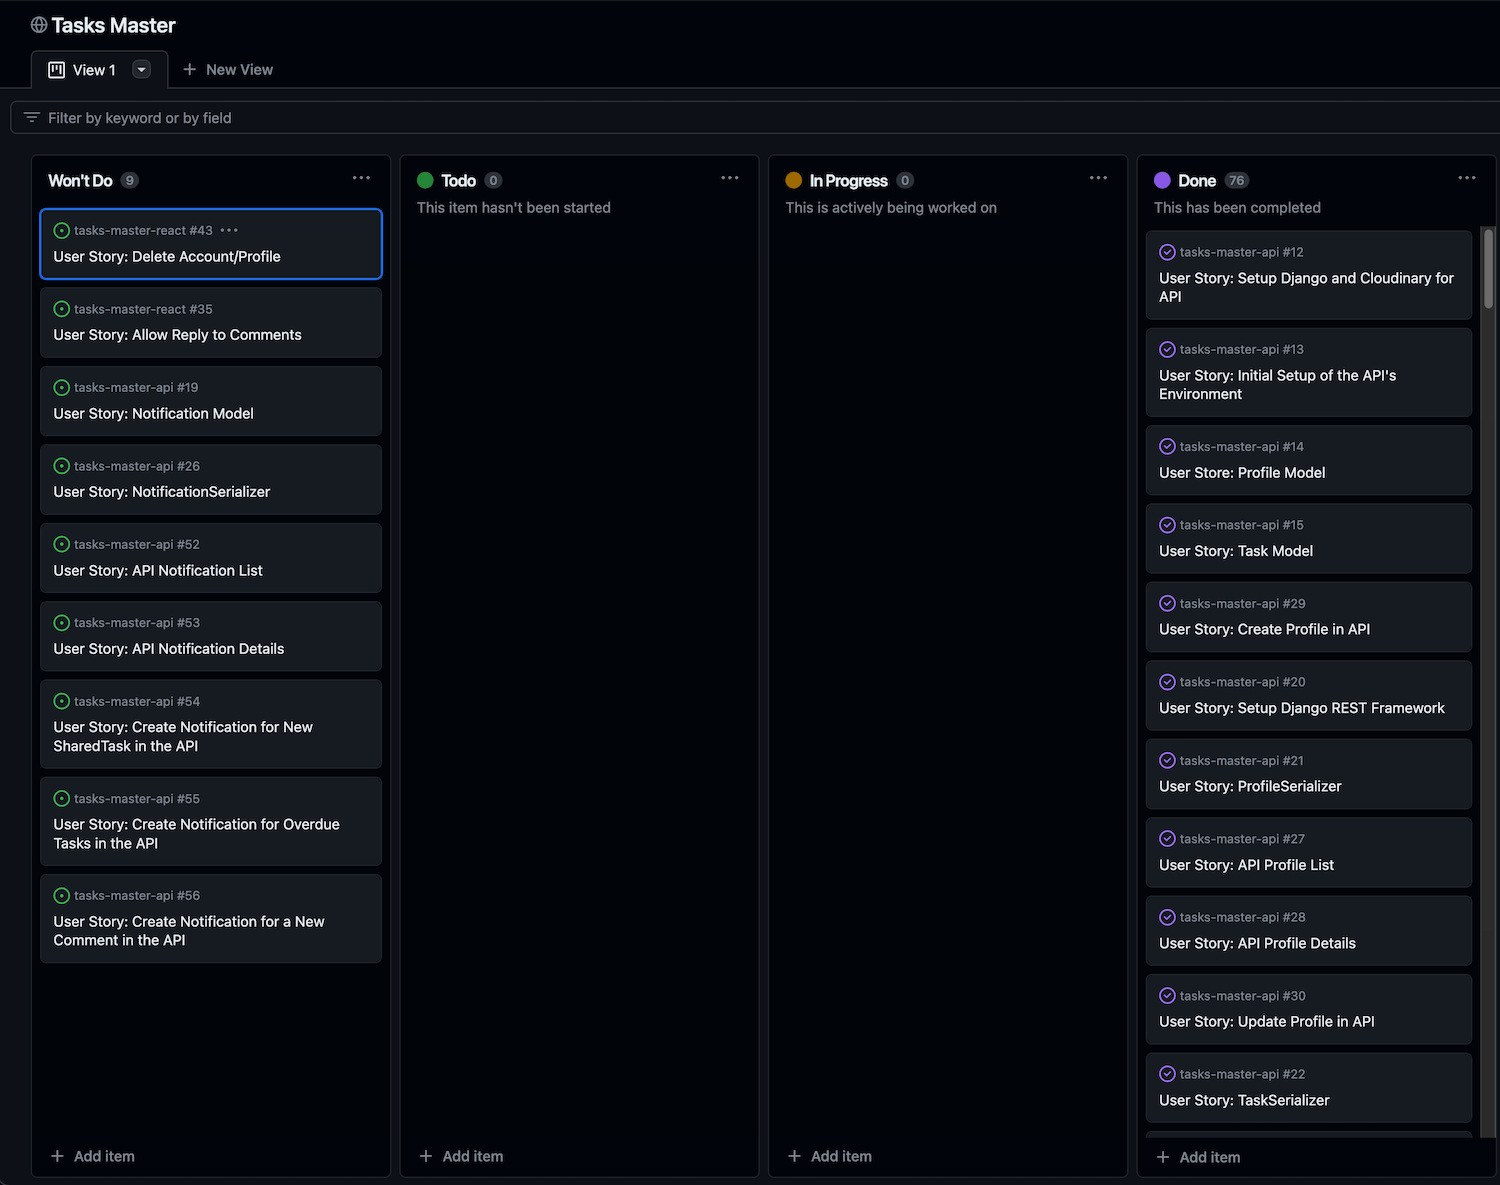 Tasks Master
View 1
New View
Filter by keyword or by field
Won't Do 9
tasks-master-react #43
User Story: Delete Account/Profile
tasks-master-react #35
User Story: Allow Reply to Comments
tasks-master-api #19
User Story: Notification Model
tasks-master-api #26
User Story: NotificationSerializer
tasks-master-api #52
User Story: API Notification List
tasks-master-api #53
User Story: API Notification Details
tasks-master-api #54
User Story: Create Notification for New
SharedTask in the API
tasks-master-api #55
User Story: Create Notification for Overdue
Tasks in the API
tasks-master-api #56
User Story: Create Notification for a New
Comment in the API
Add item
Todo 0
This item hasn't been started
Add item
In Progress 0
This is actively being worked on
Add item
Done 76
This has been completed
tasks-master-api #12
User Story: Setup Django and Cloudinary for
API
tasks-master-api #13
User Story: Initial Setup of the API's
Environment
tasks-master-api #14
User Store: Profile Model
tasks-master-api #15
User Story: Task Model
tasks-master-api #29
User Story: Create Profile in API
tasks-master-api #20
User Story: Setup Django REST Framework
tasks-master-api #21
User Story: ProfileSerializer
tasks-master-api #27
User Story: API Profile List
tasks-master-api #28
User Story: API Profile Details
tasks-master-api #30
User Story: Update Profile in API
tasks-master-api #22
User Story: TaskSerializer
Add item